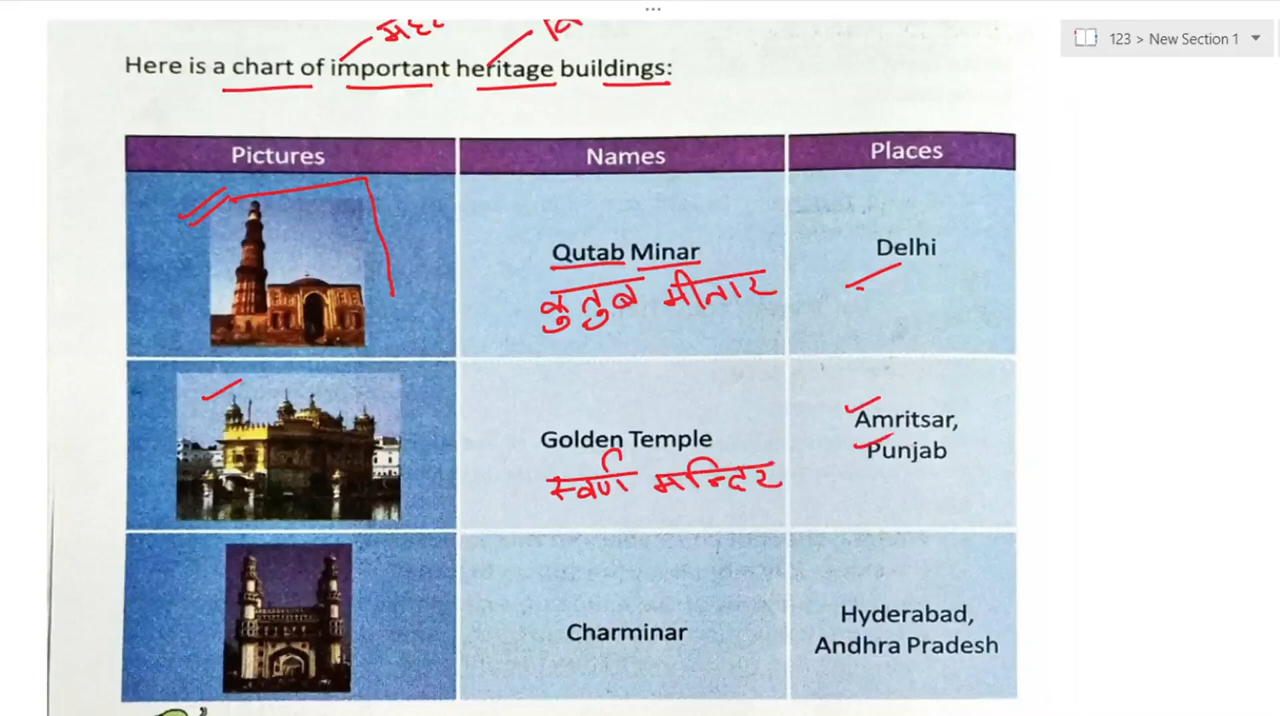 123 > New Section 1
Here is a chart of important heritage buildings:
Pictures
Names
Places
Qutab Minar
कुतुब मीनार
Delhi
Golden Temple
स्वर्ण मन्दिर
Amritsar,
Punjab
Charminar
Hyderabad,
Andhra Pradesh